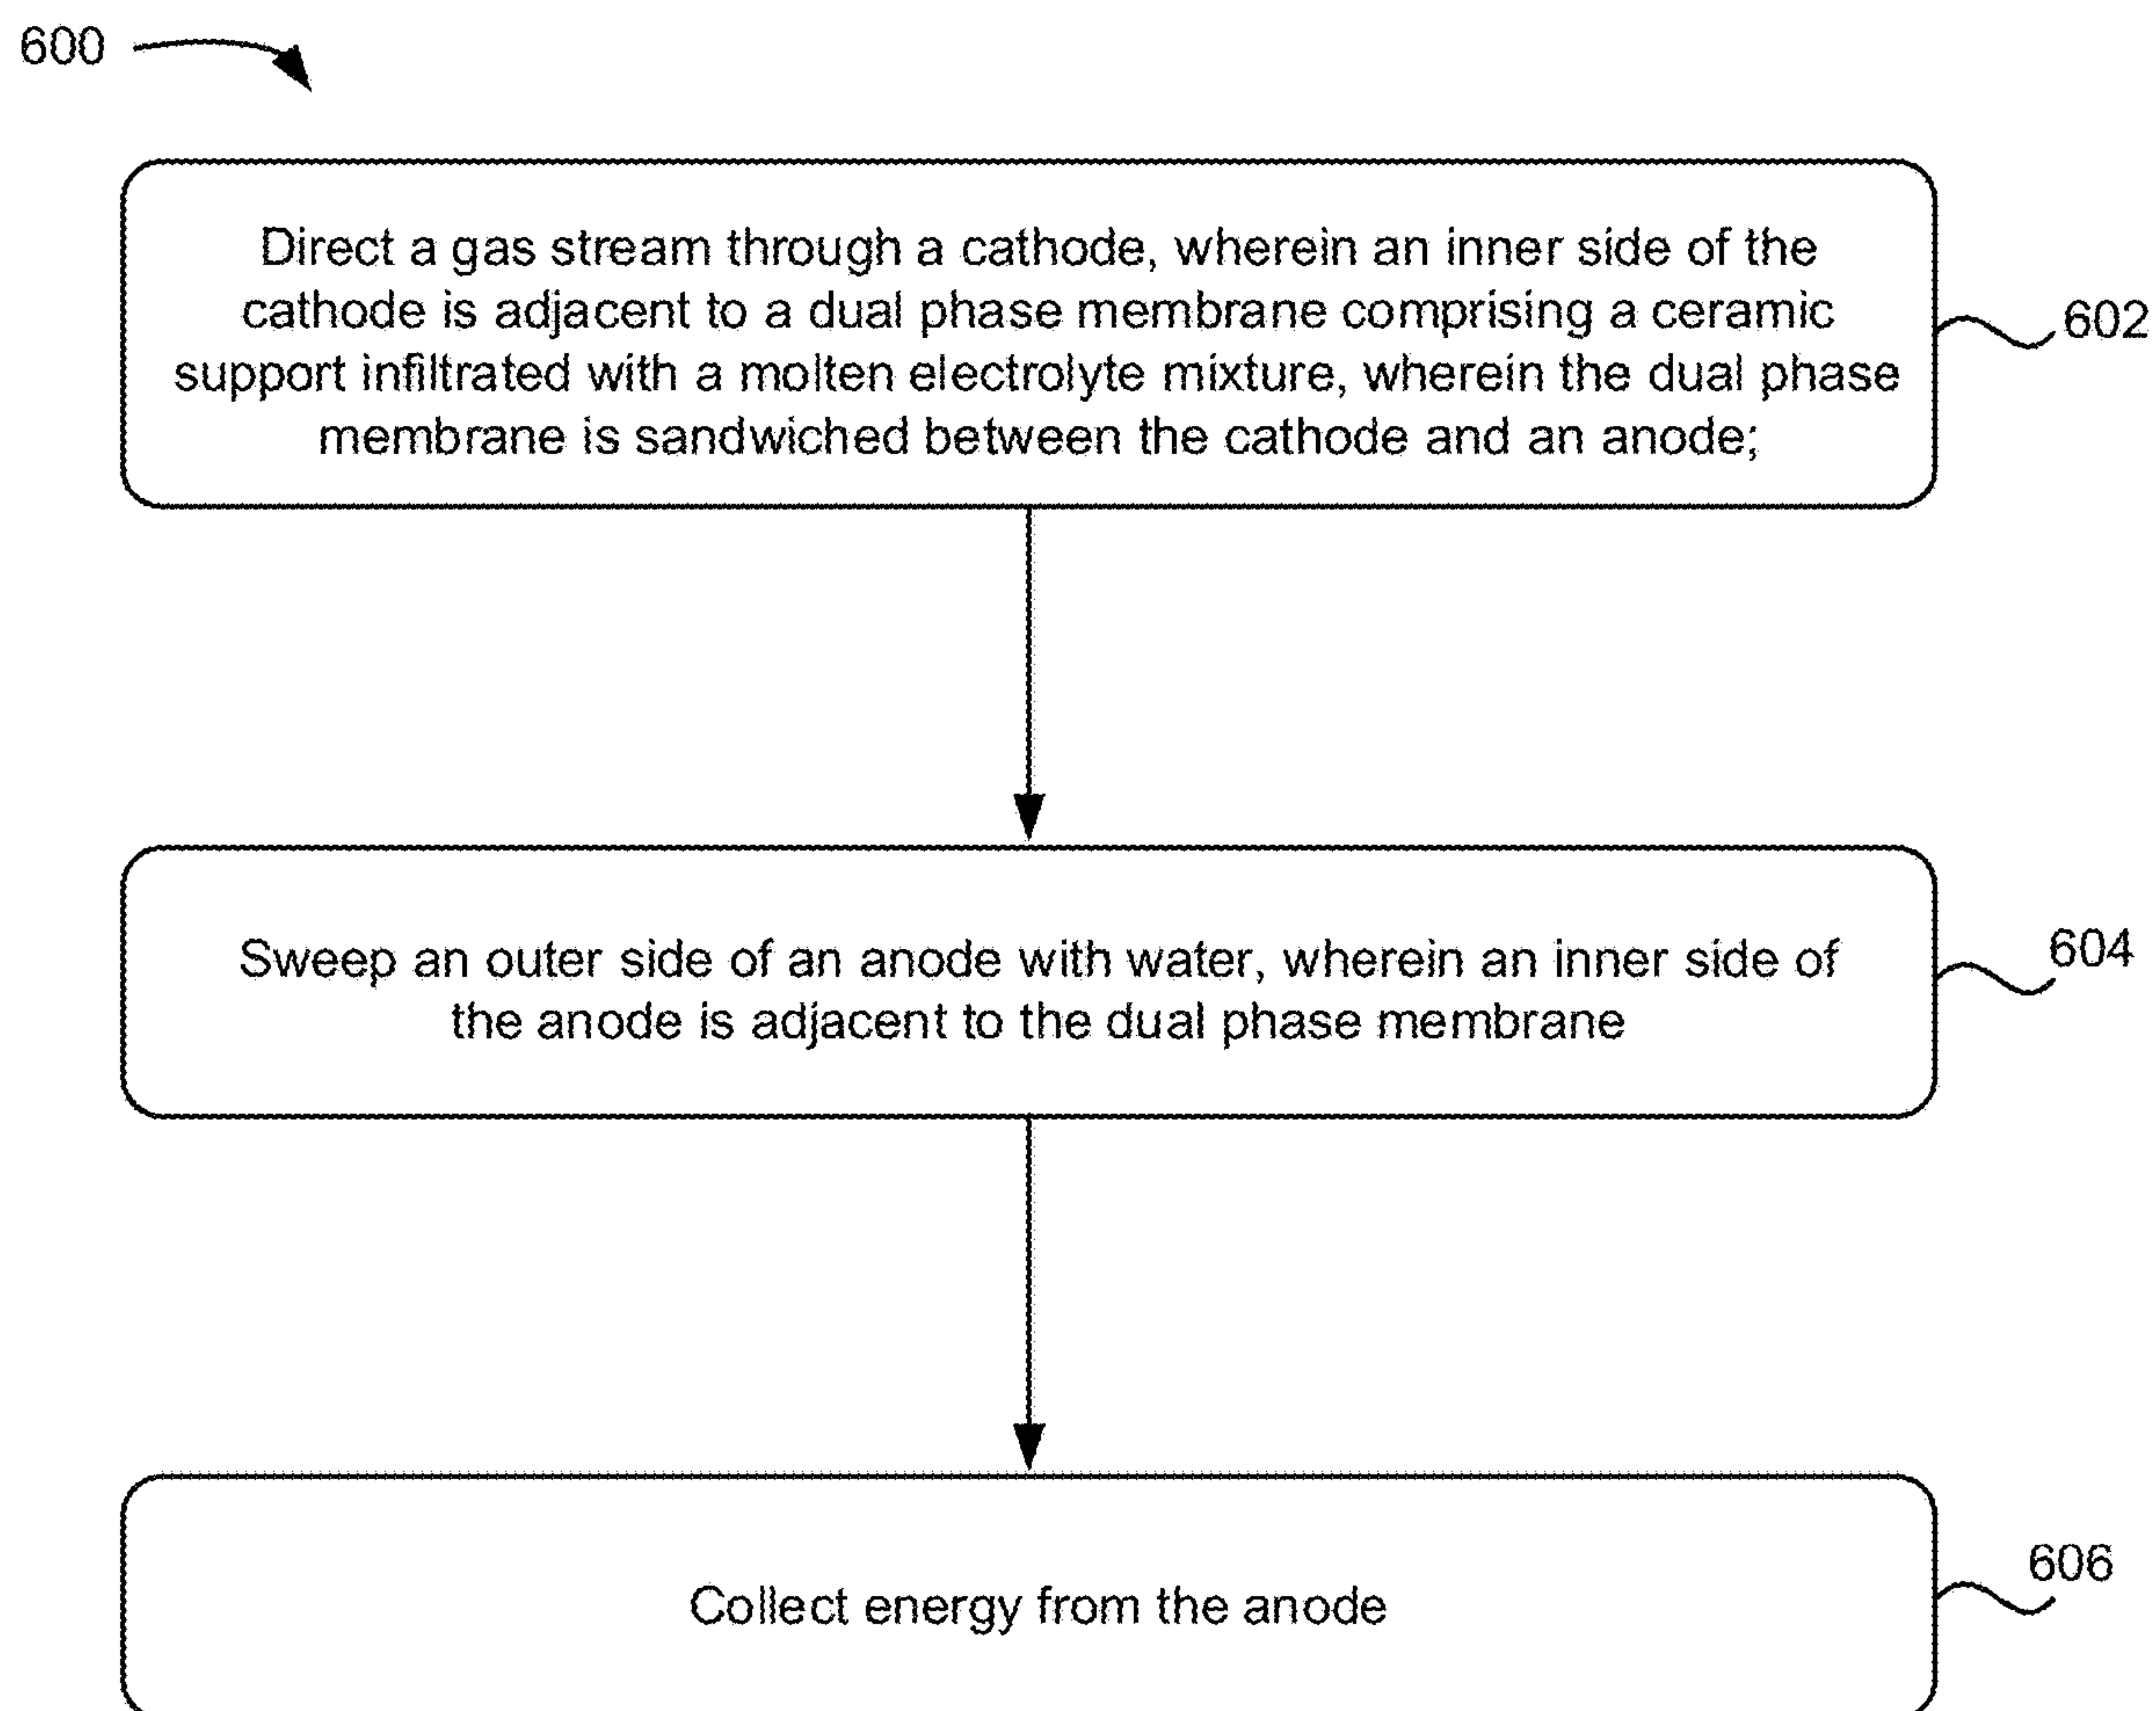 600
Direct a gas stream through a cathode, wherein an inner side of the
cathode is adjacent to a dual phase membrane comprising a ceramic
support infiltrated with a molten electrolyte mixture, wherein the dual phase
membrane is sandwiched between the cathode and an anode;
602
Sweep an outer side of an anode with water, wherein an inner side of
the anode is adjacent to the dual phase membrane
604
Collect energy from the anode
606